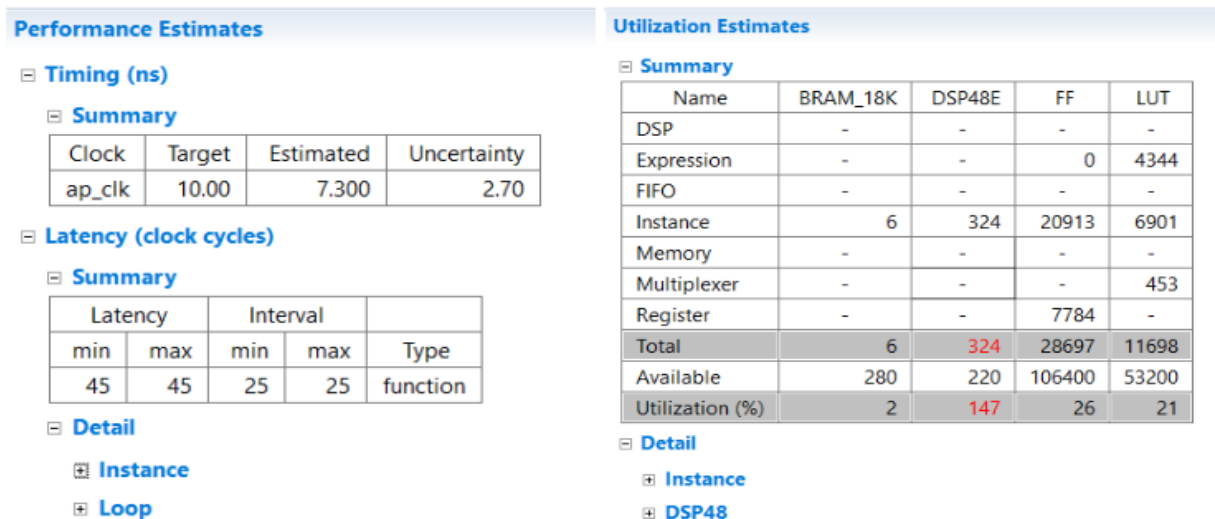 Performance Estimates
Timing (ns)
Summary
Clock Target Estimated Uncertainty
ap_clk 10.00 7.300 2.70
Latency (clock cycles)
Summary
Latency Interval
min max min max Type
45 45 25 25 function
Detail
Instance
Loop
Utilization Estimates
Summary
Name BRAM_18K DSP48E FF LUT
DSP - - - -
Expression - - 0 4344
FIFO - - - -
Instance 6 324 20913 6901
Memory - - - -
Multiplexer - - - 453
Register - - 7784 -
Total 6 324 28697 11698
Available 280 220 106400 53200
Utilization (%) 2 147 26 21
Detail
Instance
DSP48